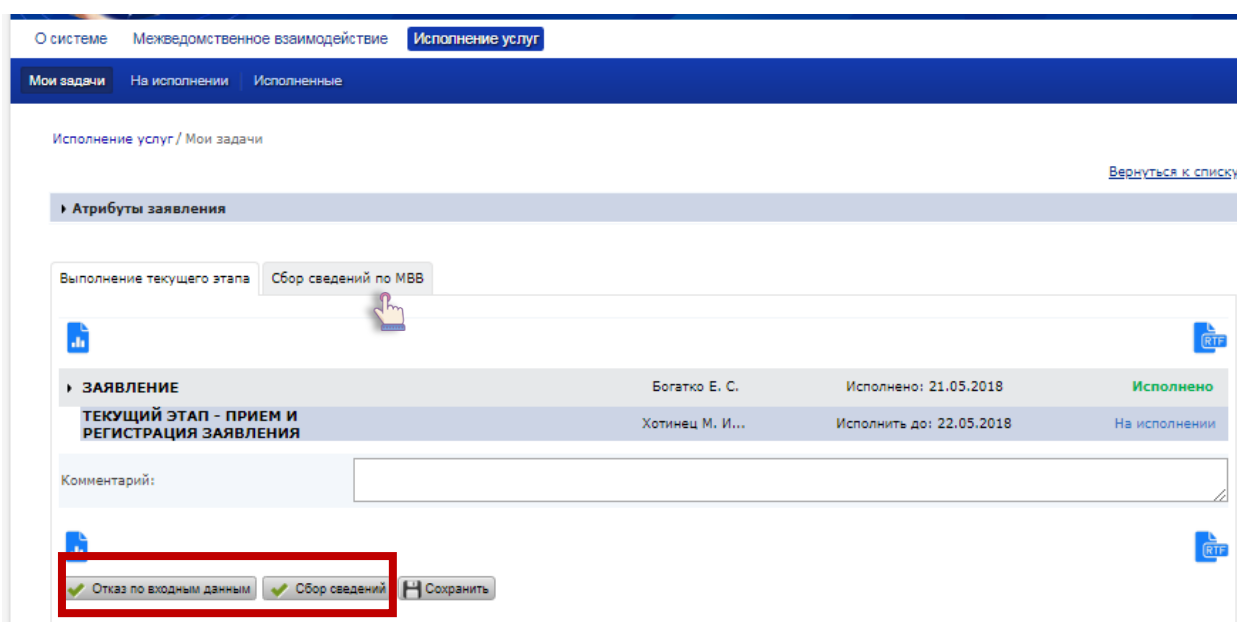 О системе Межведомственное взаимодействие Исполнение услуг
Мои задачи На исполнении Исполненные
Исполнение услуг / Мои задачи
Вернуться к списку
Атрибуты заявления
Выполнение текущего этапа Сбор сведений по МВВ
RTF
ЗАЯВЛЕНИЕ Богатко Е. С. Исполнено: 21.05.2018 Исполнено
ТЕКУЩИЙ ЭТАП - ПРИЕМ И
РЕГИСТРАЦИЯ ЗАЯВЛЕНИЯ Хотинец М. И... Исполнить до: 22.05.2018 На исполнении
Комментарий:
RTF
Отказ по входным данным Сбор сведений Сохранить